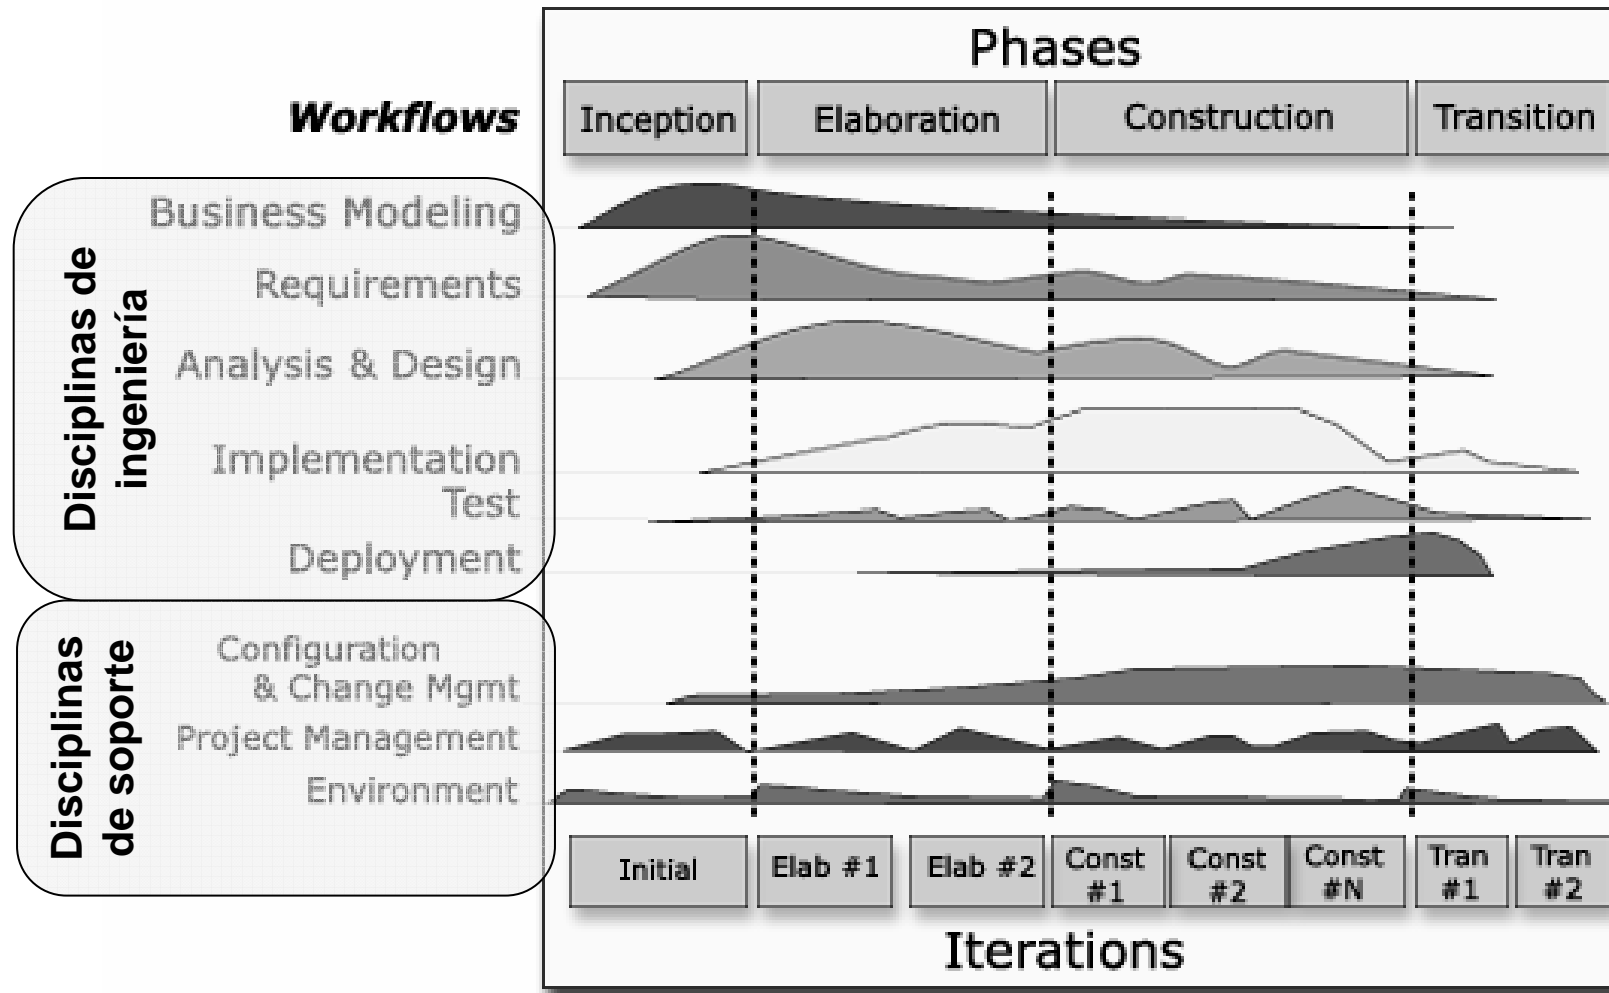 Phases
Workflows
Inception
Elaboration
Construction
Transition
Disciplinas de
ingeniería
Business Modeling
Requirements
Analysis & Design
Implementation
Test
Deployment
Disciplinas
de soporte
Configuration
& Change Mgmt
Project Management
Environment
Initial
Elab #1
Elab #2
Const
#1
Const
#2
Const
#N
Tran
#1
Tran
#2
Iterations